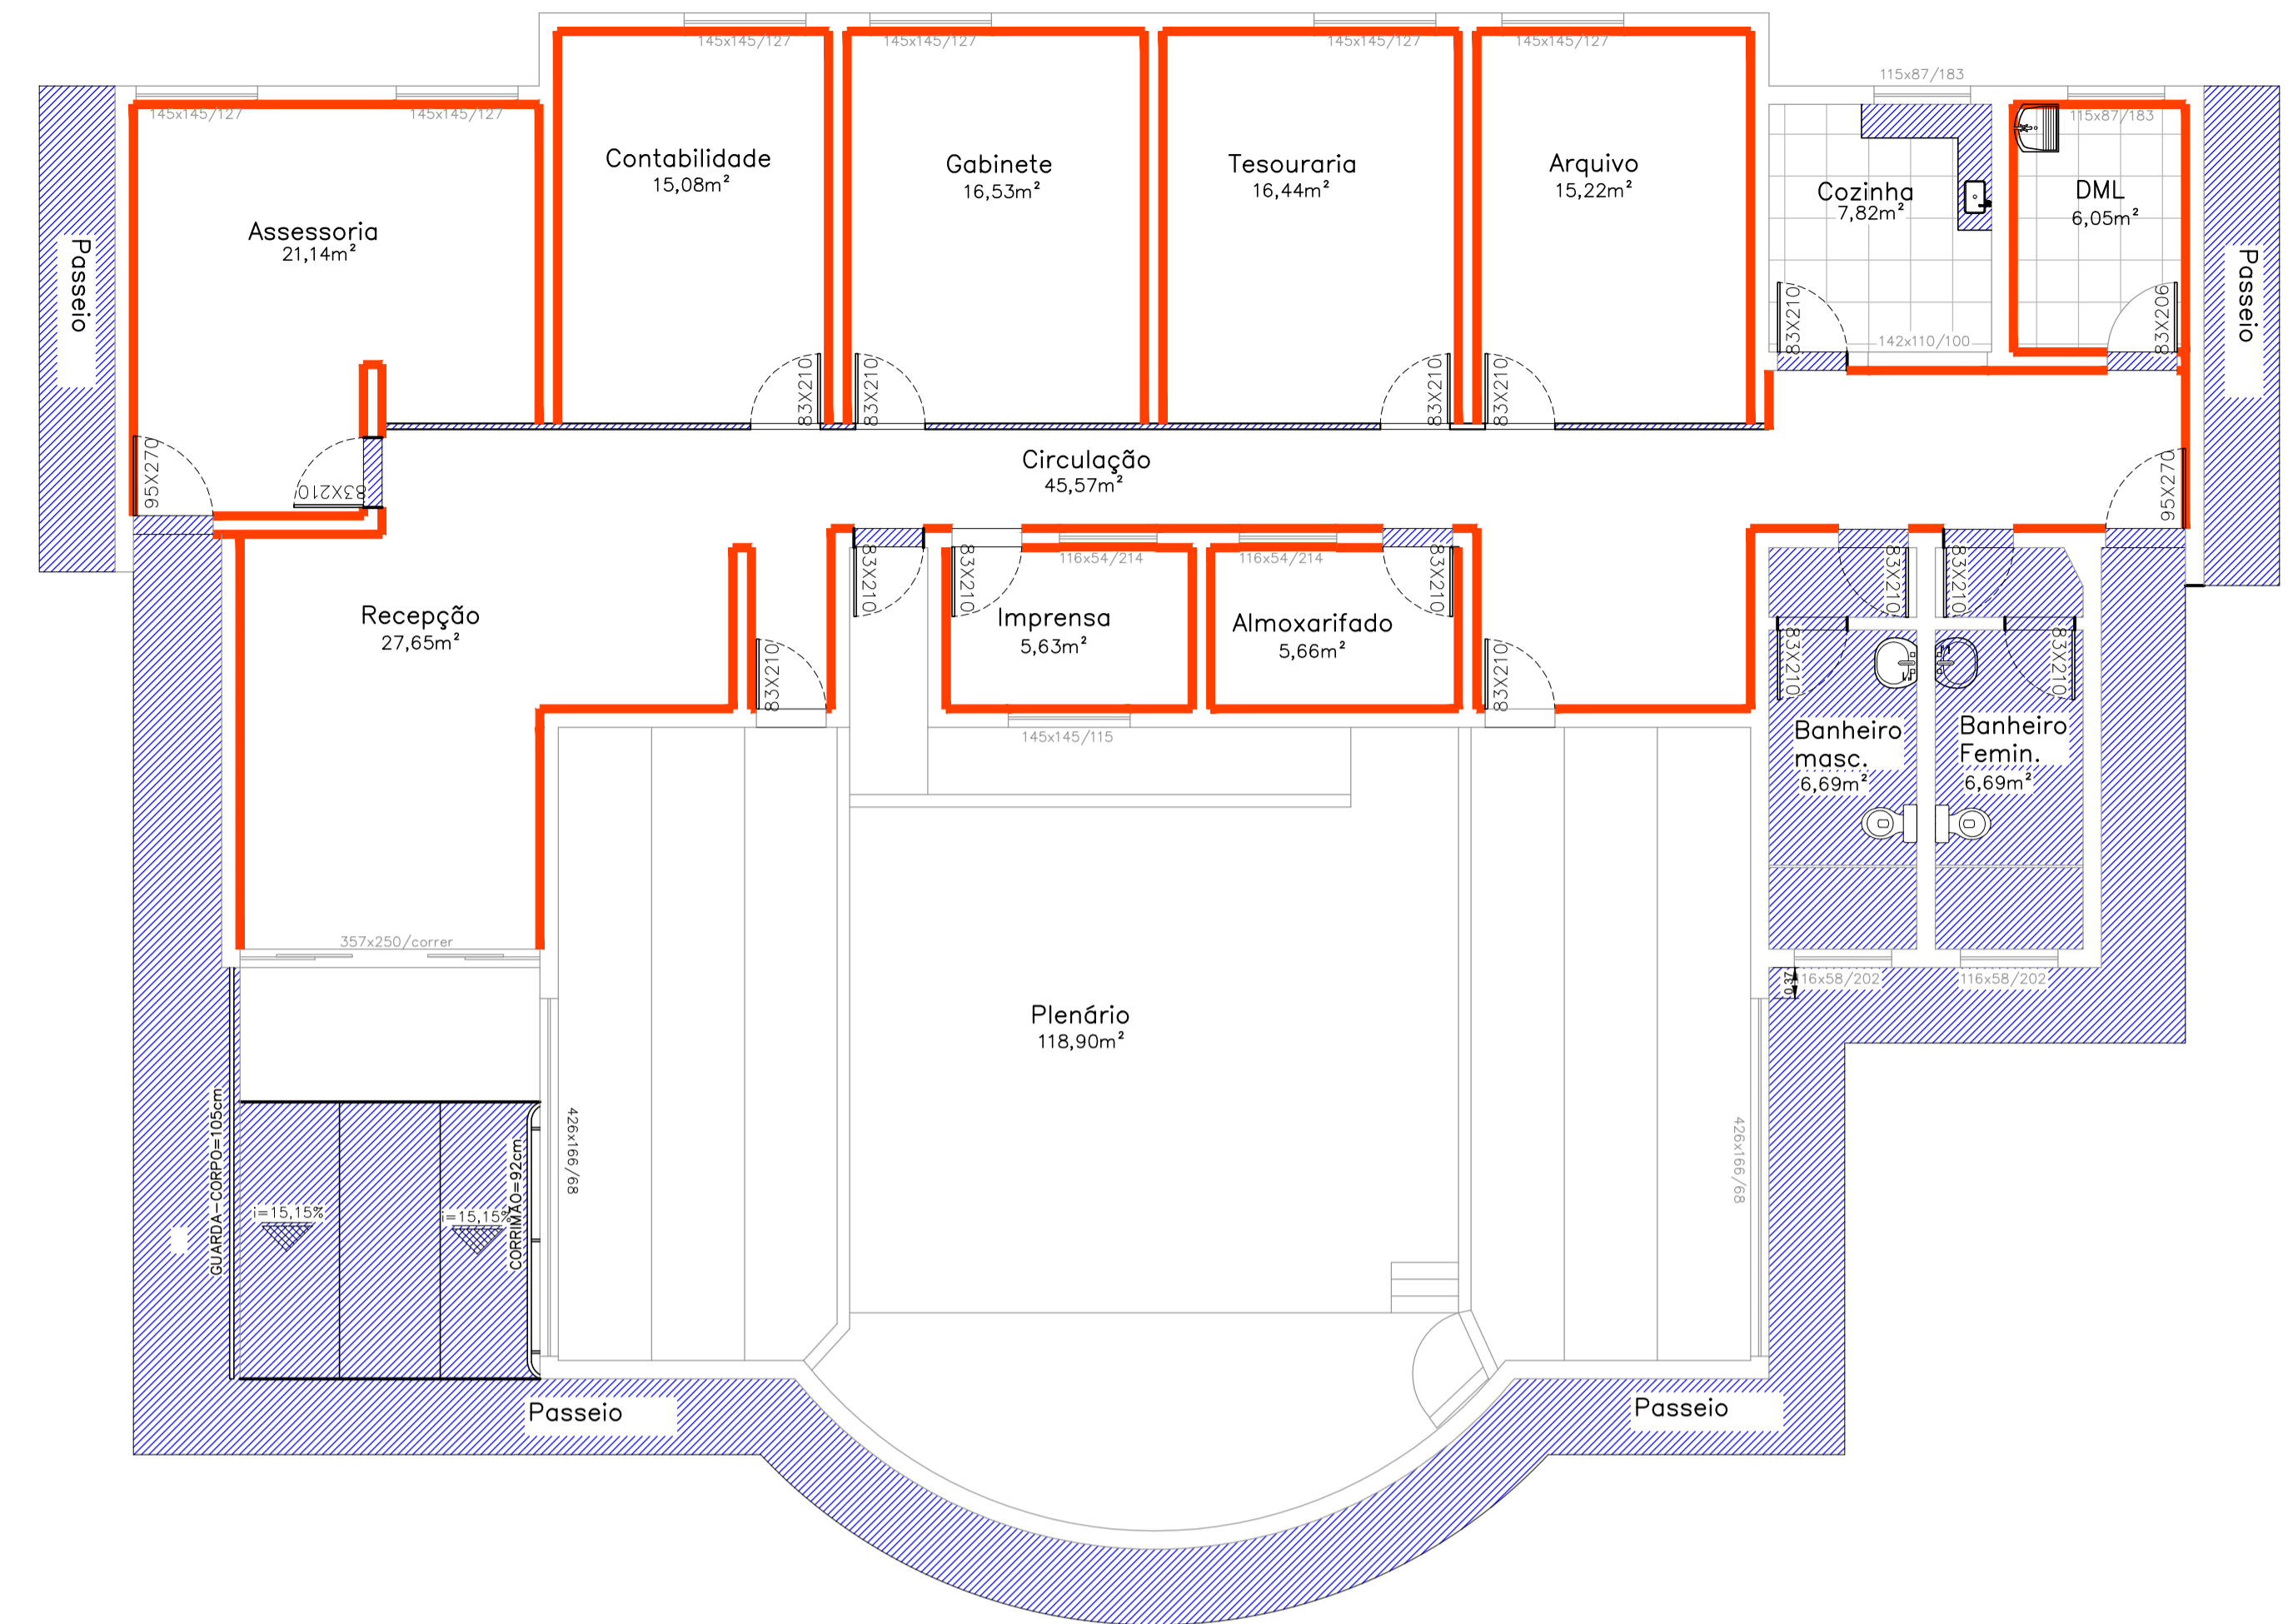 145x145/127
145x145/127
145x145/127
145x145/127
115x87/183
145x145/127
145x145/127
115x87/183
Contabilidade
15,08m²
Gabinete
16,53m²
Tesouraria
16,44m²
Arquivo
15,22m²
Cozinha
7,82m²
DML
6,05m²
Assessoria
21,14m²
Passeio
Passeio
83X210
83X206
142x110/100
83X210
83X210
83X210
83X210
95X270
83X210
Circulação
45,57m²
95X270
83X210
83X210
116x54/214
116x54/214
83X210
83X210
83X210
Recepção
27,65m²
Imprensa
5,63m²
Almoxarifado
5,66m²
83X210
83X210
83X210
83X210
145x145/115
Banheiro
masc.
6,69m²
Banheiro
Femin.
6,69m²
357x250/correr
0.37
116x58/202
116x58/202
Plenário
118,90m²
GUARDA-CORPO=105cm
i=15,15%
i=15,15%
CORRIMÃO=92cm
426x166/68
426x166/68
Passeio
Passeio